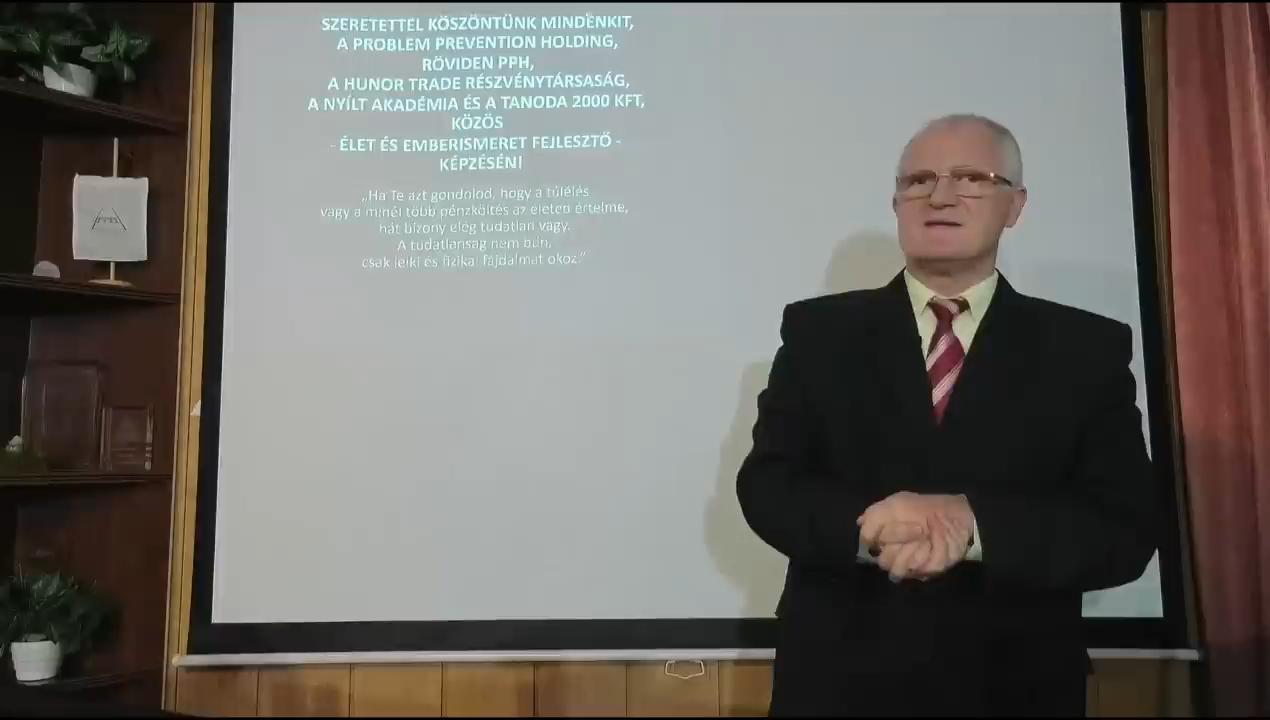 SZERETETTEL KÖSZÖNTÜNK MINDENKIT,
A PROBLEM PREVENTION HOLDING,
RÖVIDEN PPH,
A HUNOR TRADE RÉSZVÉNYTÁRSASÁG,
A NYÍLT AKADÉMIA ÉS A TANODA 2000 KFT,
KÖZÖS
- ÉLET ÉS EMBERISMERET FEJLESZTŐ -
KÉPZÉSÉN!
„Ha Te azt gondolod, hogy a túlélés
vagy a minél több pénzköltés az életed értelme,
hát bizony elég tudatlan vagy.
A tudatlanság nem bűn,
csak lelki és fizikai fájdalmat okoz.”